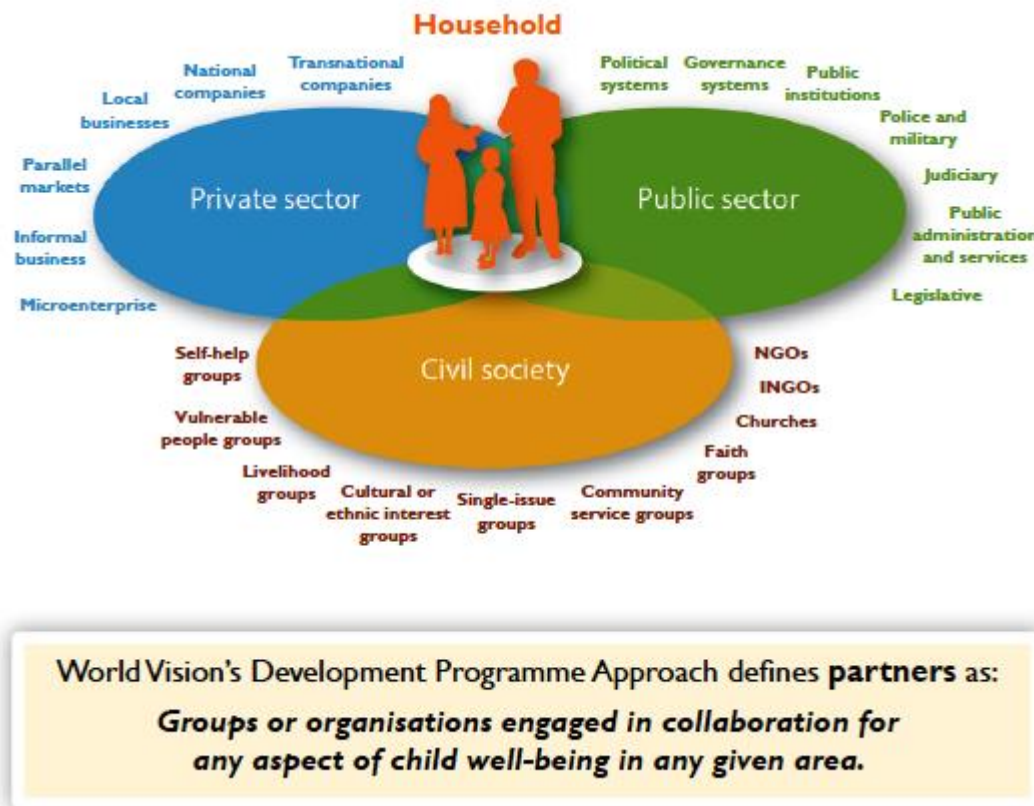 Household
National
companies
Transnational
companies
Local
businesses
Parallel
markets
Informal
business
Microenterprise
Private sector
Political
systems
Governance
systems
Public
institutions
Police and
military
Judiciary
Public
administration
and services
Legislative
Public sector
Civil society
Self-help
groups
Vulnerable
people groups
Livelihood
groups
Cultural or
ethnic interest
groups
Single-issue
groups
Community
service groups
Faith
groups
Churches
INGOs
NGOs
World Vision's Development Programme Approach defines partners as:
Groups or organisations engaged in collaboration for
any aspect of child well-being in any given area.